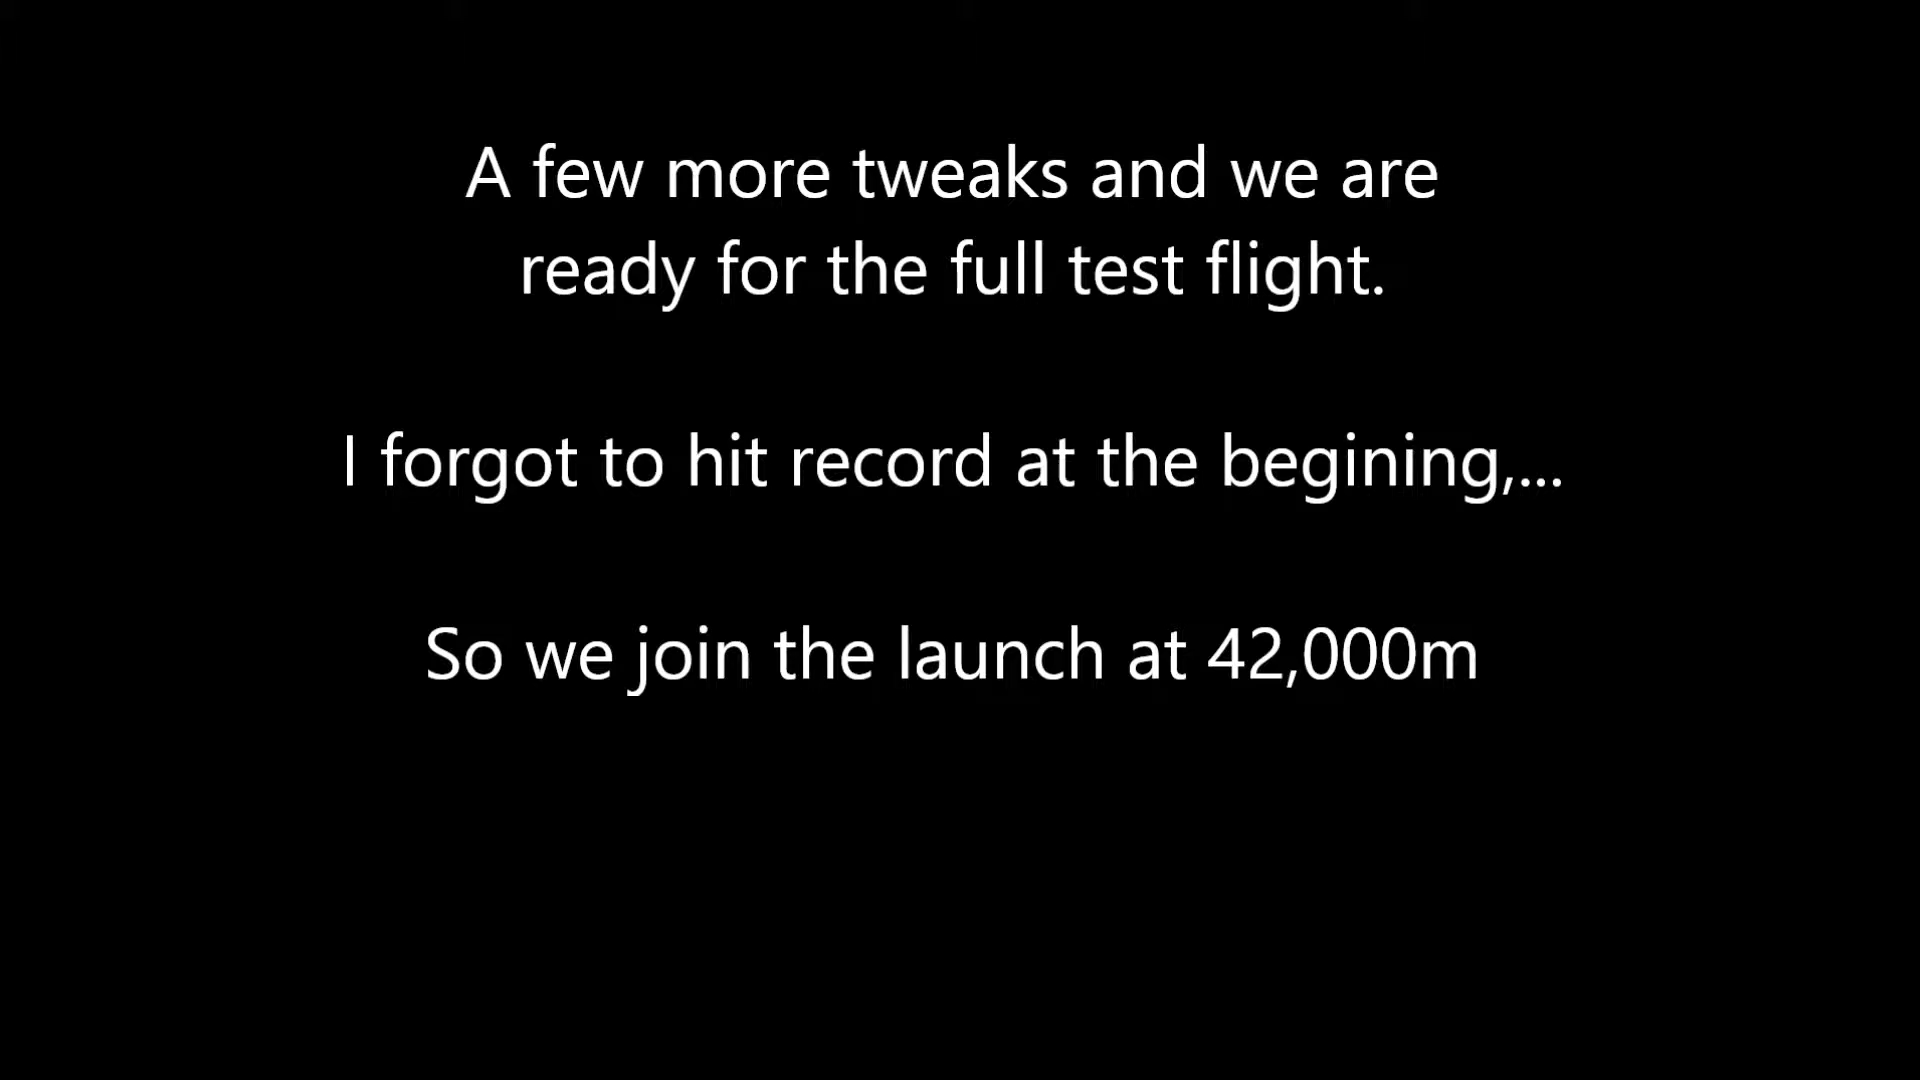 A few more tweaks and we are
ready for the full test flight.
I forgot to hit record at the begining,...
So we join the launch at 42,000m